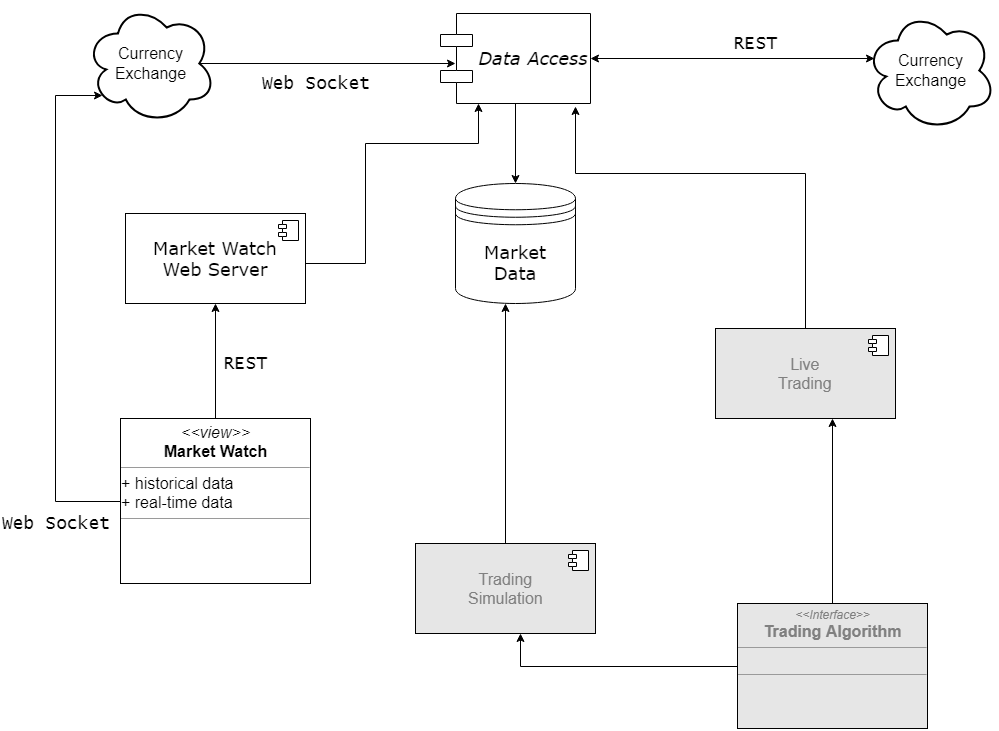 Currency
Exchange
Web Socket
Data Access
REST
Currency
Exchange
Market Watch
Web Server
Market
Data
REST
Live
Trading
<<view>>
Market Watch
+ historical data
+ real-time data
Web Socket
Trading
Simulation
<<Interface>>
Trading Algorithm